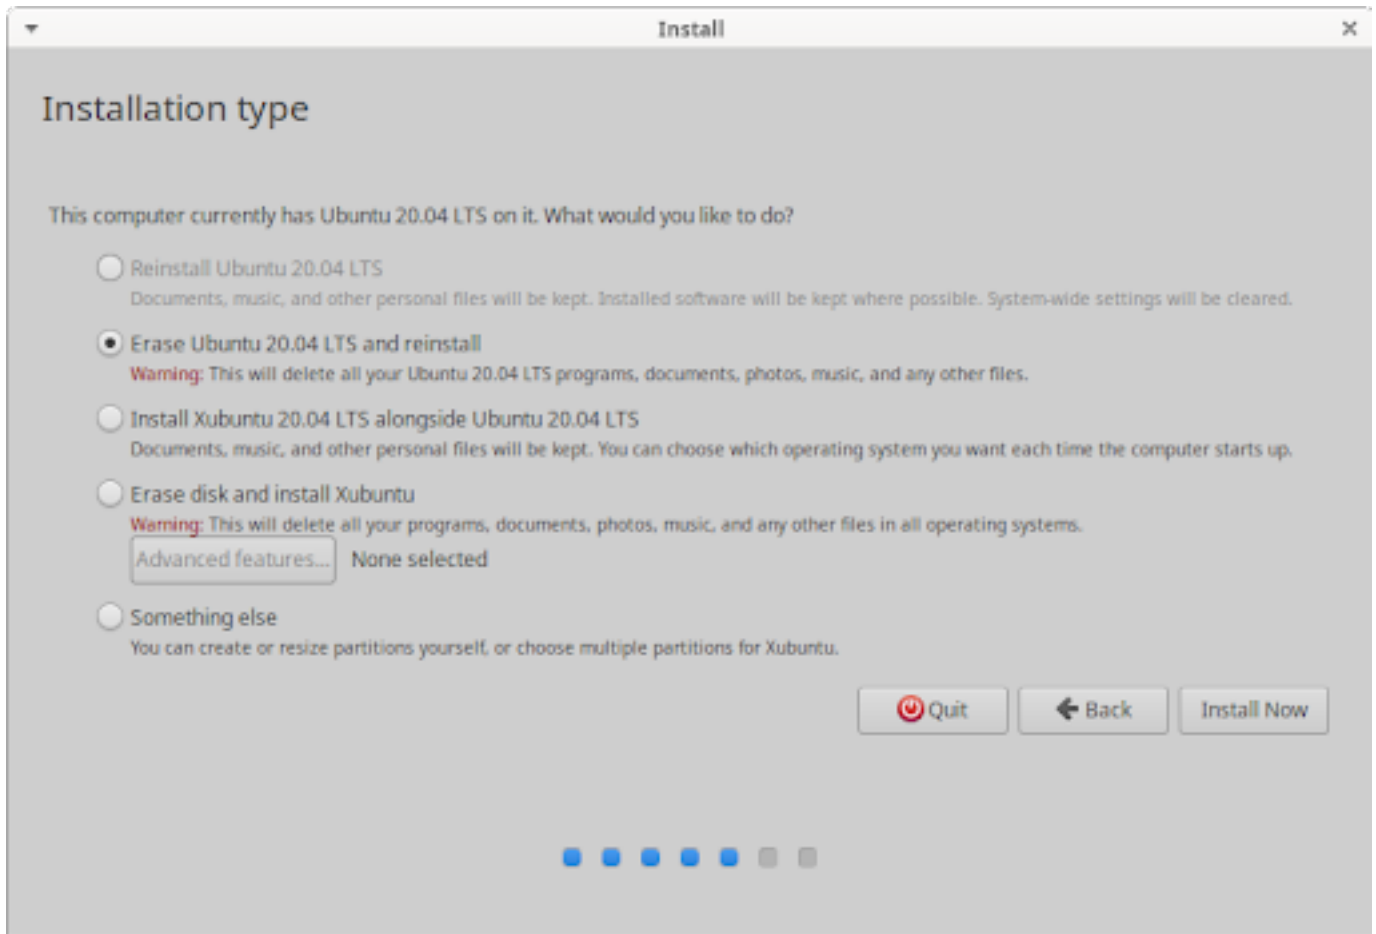 Install
Installation type
This computer currently has Ubuntu 20.04 LTS on it. What would you like to do?
Reinstall Ubuntu 20.04 LTS
Documents, music, and other personal files will be kept. Installed software will be kept where possible. System-wide settings will be cleared.
Erase Ubuntu 20.04 LTS and reinstall
Warning: This will delete all your Ubuntu 20.04 LTS programs, documents, photos, music, and any other files.
Install Xubuntu 20.04 LTS alongside Ubuntu 20.04 LTS
Documents, music, and other personal files will be kept. You can choose which operating system you want each time the computer starts up.
Erase disk and install Xubuntu
Warning: This will delete all your programs, documents, photos, music, and any other files in all operating systems.
Advanced features... None selected
Something else
You can create or resize partitions yourself, or choose multiple partitions for Xubuntu.
Quit Back Install Now